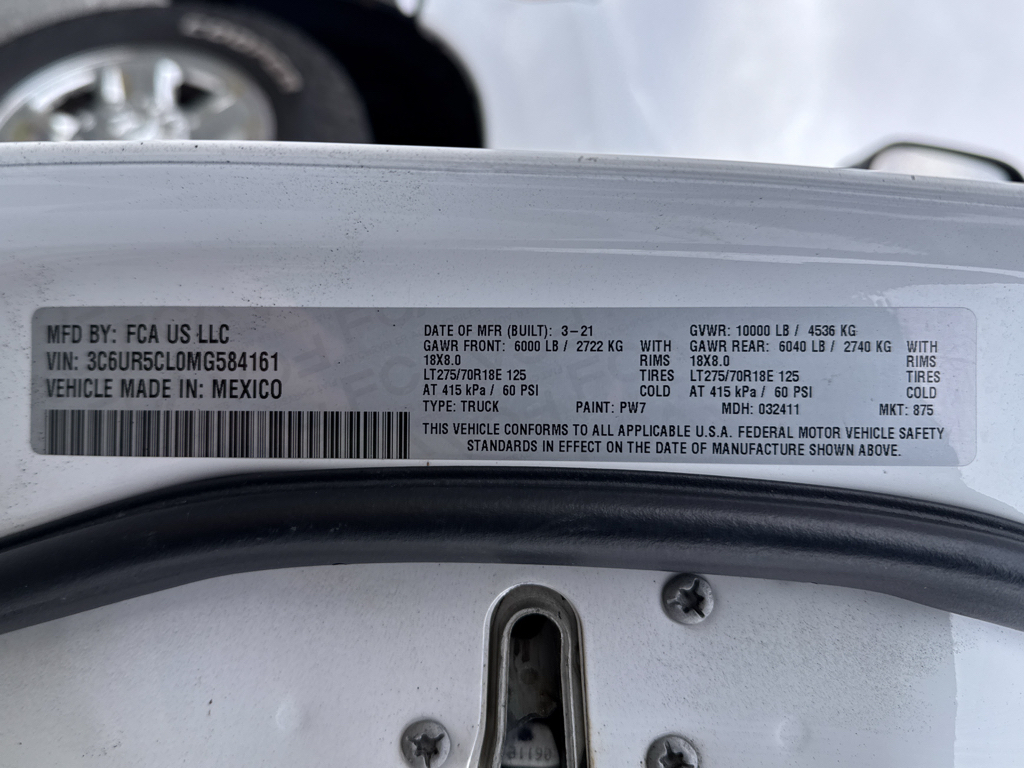 MFD BY: FCA US LLC
VIN: 3C6UR5CL0MG584161
VEHICLE MADE IN: MEXICO
DATE OF MFR (BUILT): 3-21 GVWR: 10000 LB / 4536 KG
GAWR FRONT: 6000 LB / 2722 KG WITH GAWR REAR: 6040 LB / 2740 KG WITH
18X8.0 RIMS 18X8.0 RIMS
LT275/70R18E 125 TIRES LT275/70R18E 125 TIRES
AT 415 kPa / 60 PSI COLD AT 415 kPa / 60 PSI COLD
TYPE: TRUCK PAINT: PW7 MDH: 032411 MKT: 875
THIS VEHICLE CONFORMS TO ALL APPLICABLE U.S.A. FEDERAL MOTOR VEHICLE SAFETY
STANDARDS IN EFFECT ON THE DATE OF MANUFACTURE SHOWN ABOVE.